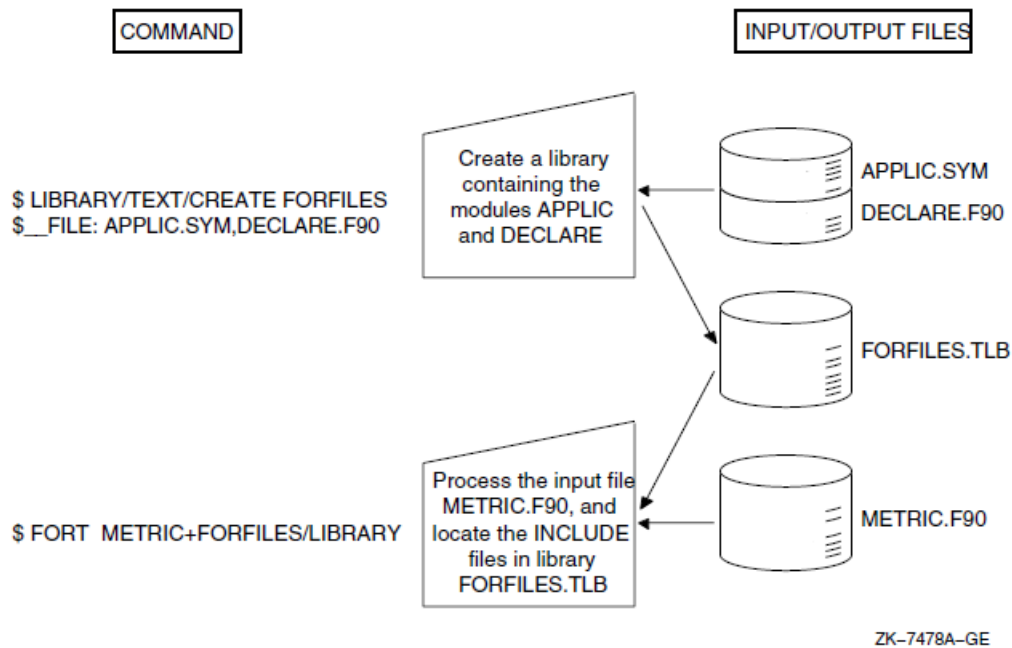 COMMAND
INPUT/OUTPUT FILES
$ LIBRARY/TEXT/CREATE FORFILES
$__FILE: APPLIC.SYM,DECLARE.F90
Create a library
containing the
modules APPLIC
and DECLARE
APPLIC.SYM
DECLARE.F90
FORFILES.TLB
$ FORT METRIC+FORFILES/LIBRARY
Process the input file
METRIC.F90, and
locate the INCLUDE
files in library
FORFILES.TLB
METRIC.F90
ZK–7478A–GE